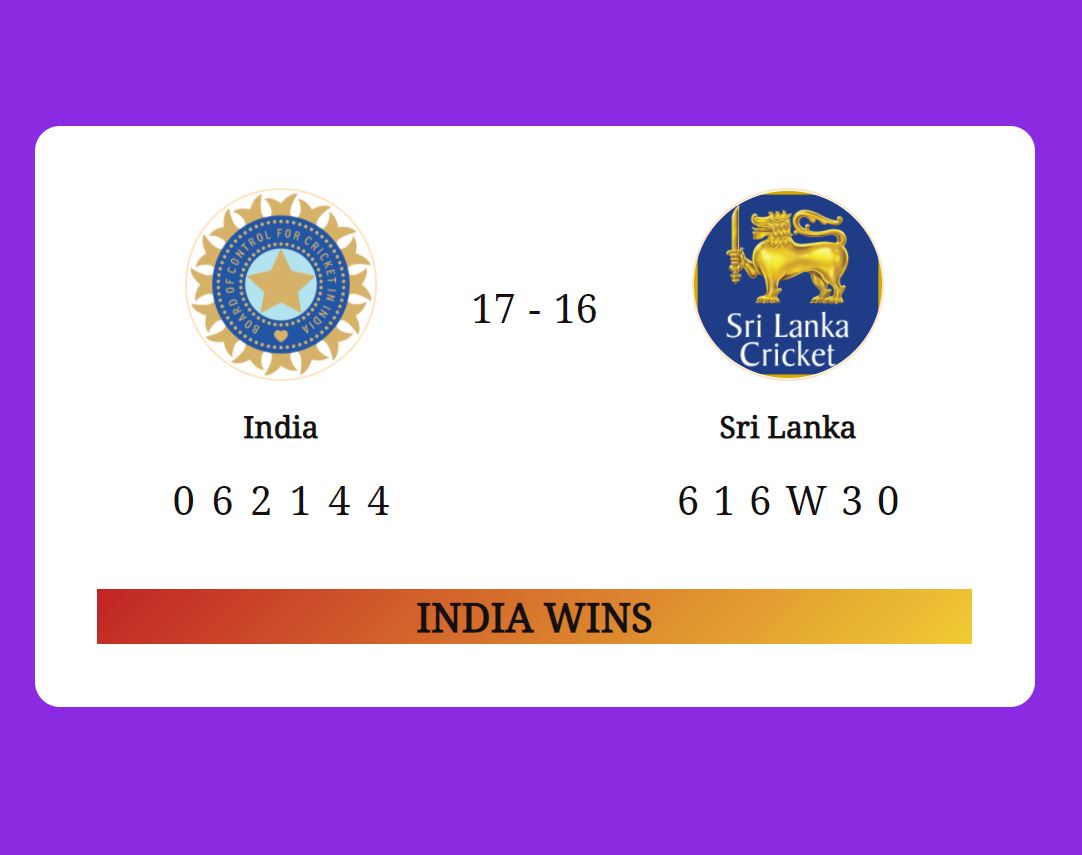 BOARD OF CONTROL FOR CRICKET IN INDIA
Sri Lanka
Cricket
17 - 16
India
Sri Lanka
0 6 2 1 4 4
6 1 6 W 3 0
INDIA WINS